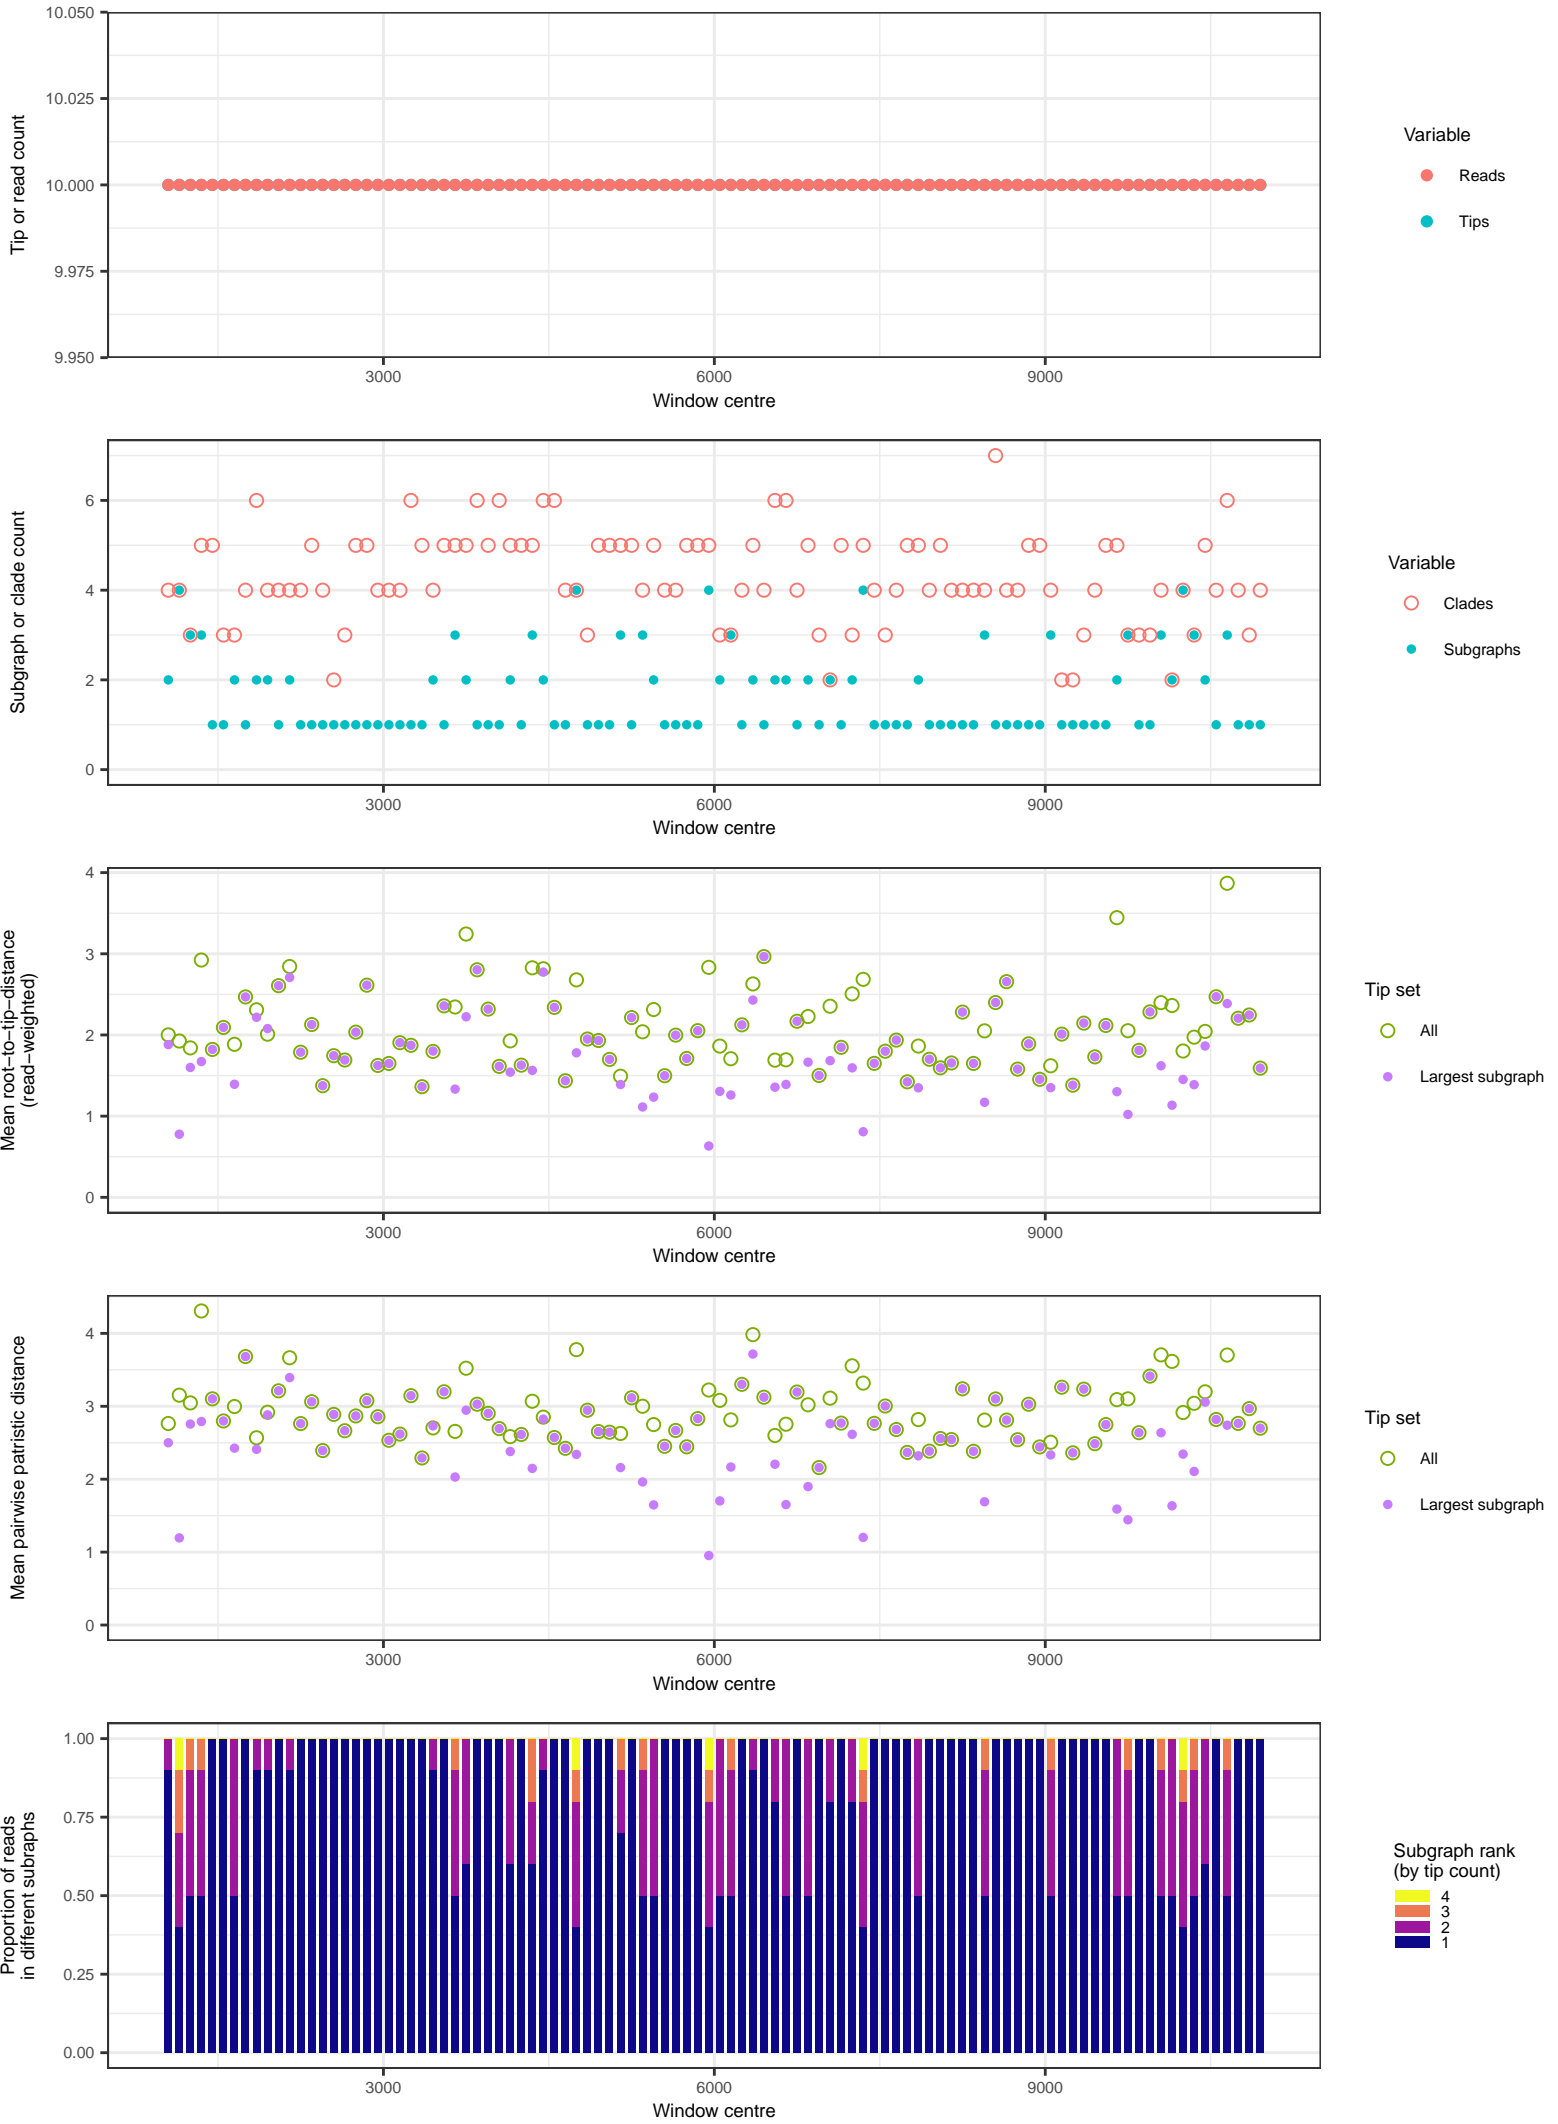 10.050
10.025
10.000
9.975
9.950
Tip or read count
3000 6000 9000
Window centre
Variable
Reads
Tips
6
4
2
0
Subgraph or clade count
3000 6000 9000
Window centre
Variable
Clades
Subgraphs
4
3
2
1
0
Mean root−to−tip−distance
(read−weighted)
3000 6000 9000
Window centre
Tip set
All
Largest subgraph
4
3
2
1
0
Mean pairwise patristic distance
3000 6000 9000
Window centre
Tip set
All
Largest subgraph
1.00
0.75
0.50
0.25
0.00
Proportion of reads
in different subraphs
3000 6000 9000
Window centre
Subgraph rank
(by tip count)
4
3
2
1